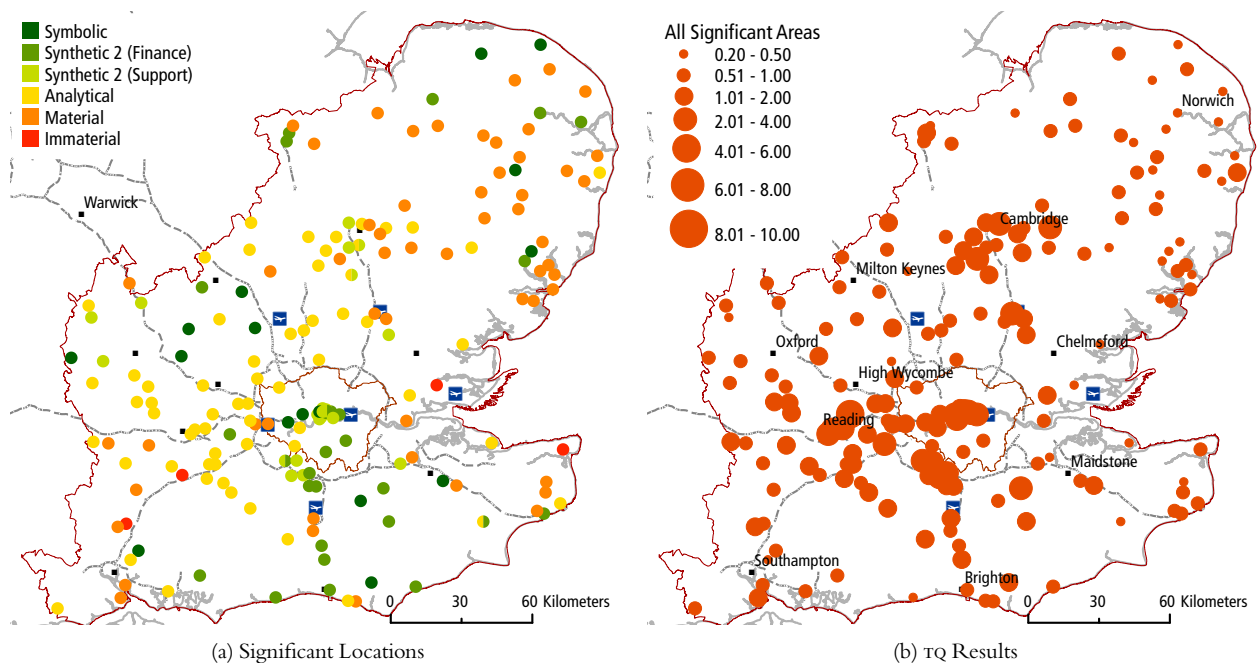 Symbolic
Synthetic 2 (Finance)
Synthetic 2 (Support)
Analytical
Material
Immaterial
Warwick
0 30 60 Kilometers
(a) Significant Locations
All Significant Areas
0.20 - 0.50
0.51 - 1.00
1.01 - 2.00
2.01 - 4.00
4.01 - 6.00
6.01 - 8.00
8.01 - 10.00
Norwich
Cambridge
Milton Keynes
Oxford
Chelmsford
High Wycombe
Reading
Maidstone
Southampton
Brighton
0 30 60 Kilometers
(b) TQ Results